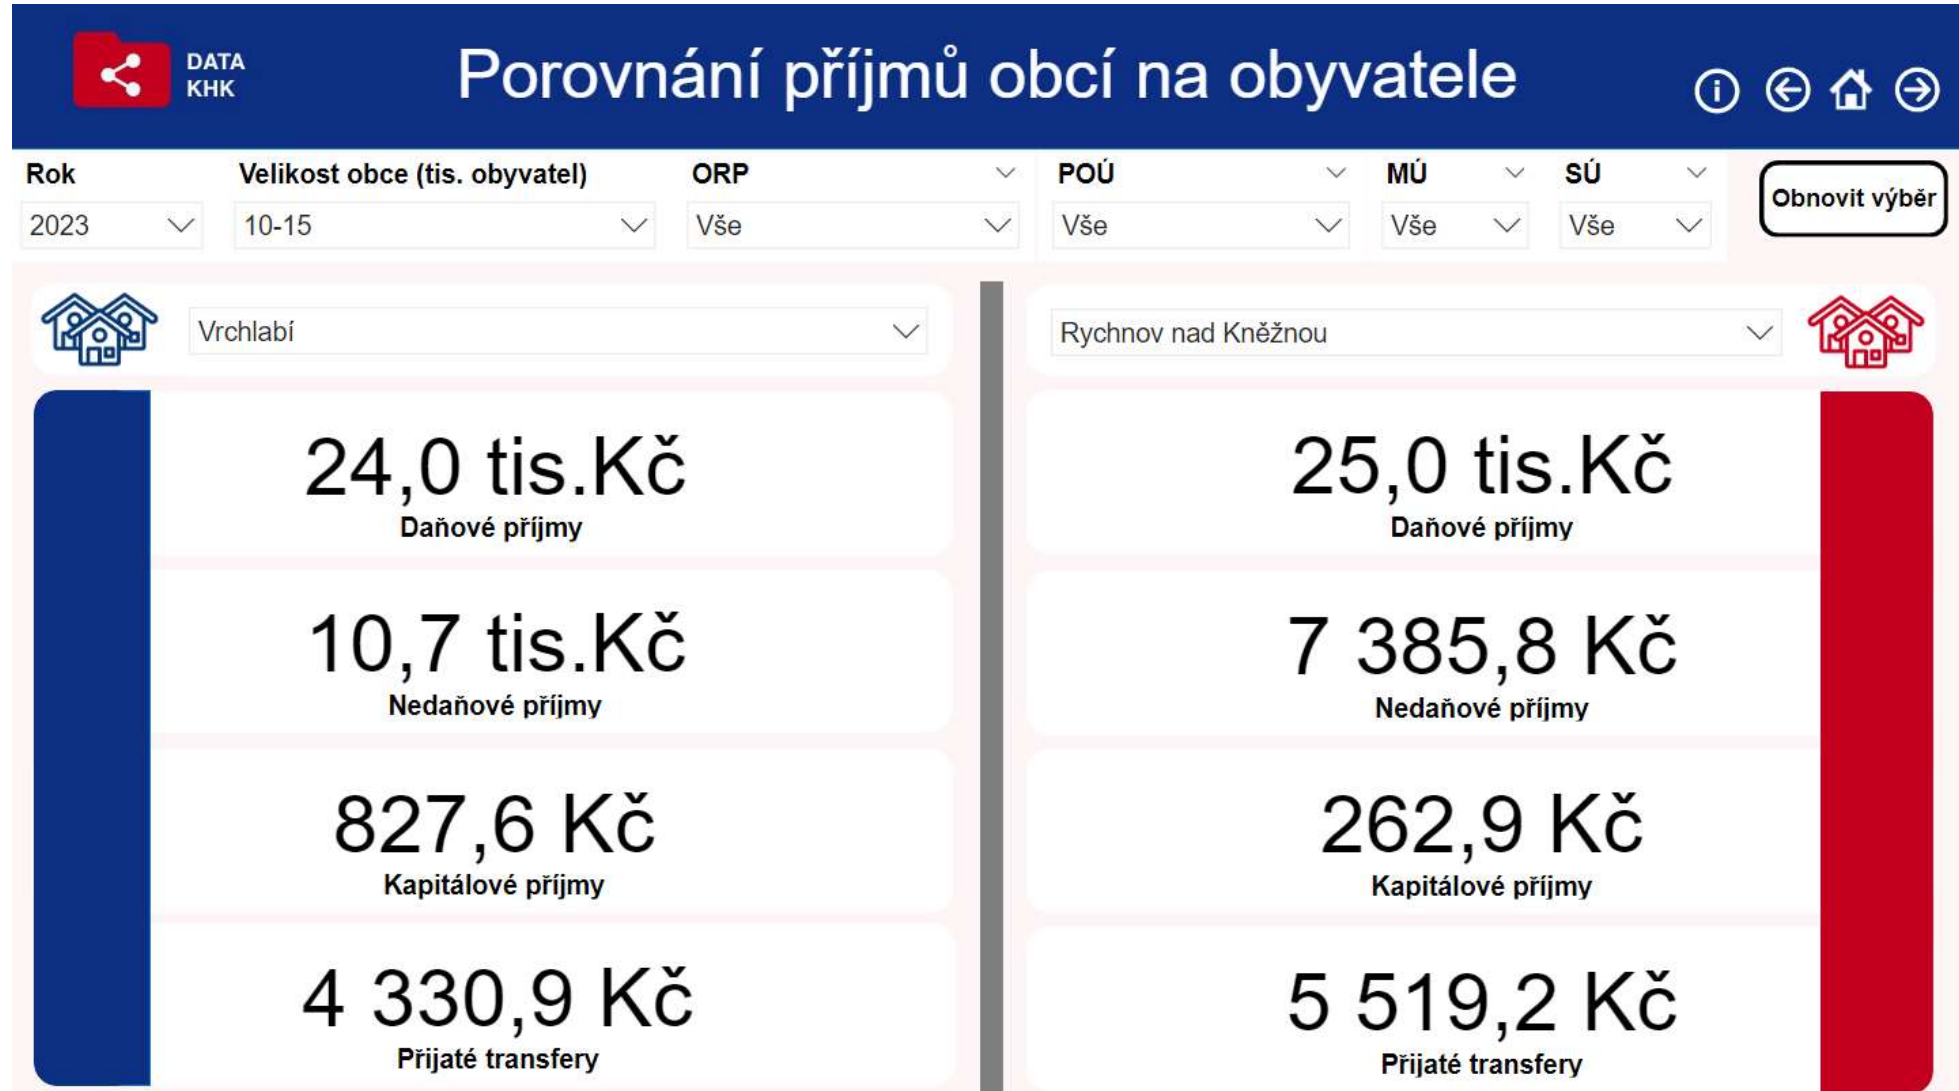 DATA
KHK
Porovnání příjmů obcí na obyvatele
Rok
Velikost obce (tis. obyvatel)
ORP
POÚ
MÚ
SÚ
Obnovit výběr
2023
10-15
Vše
Vše
Vše
Vše
Vrchlabí
Rychnov nad Kněžnou
24,0 tis.Kč
Daňové příjmy
25,0 tis.Kč
Daňové příjmy
10,7 tis.Kč
Nedaňové příjmy
7 385,8 Kč
Nedaňové příjmy
827,6 Kč
Kapitálové příjmy
262,9 Kč
Kapitálové příjmy
4 330,9 Kč
Přijaté transfery
5 519,2 Kč
Přijaté transfery